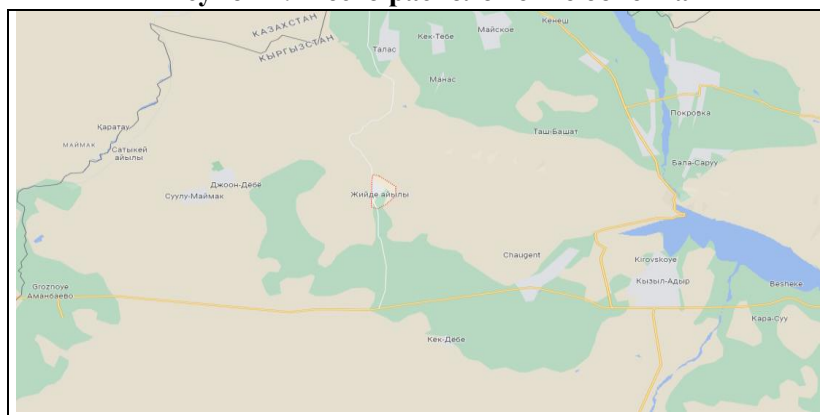 КАЗАХСТАН
КЫРГЫЗСТАН
Талас
Кек-Тебе
Майское
Кенеш
Манас
Покровка
Қаратау
МАЙМАК
Сатыкей
айылы
Таш-Башат
Бала-Саруу
Джоон-Дебе
Суулу-Маймак
Жийде айылы
Chaugent
Kirovskoye
Кызыл-Адыр
Besheke
Groznoye
Аманбаево
Кара-Суу
Кек-Дебе